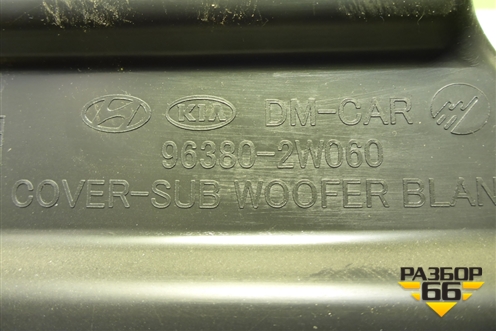 KIA DM-CAR
96380-2W060
COVER-SUB WOOFER BLAN
РАЗБОР
66